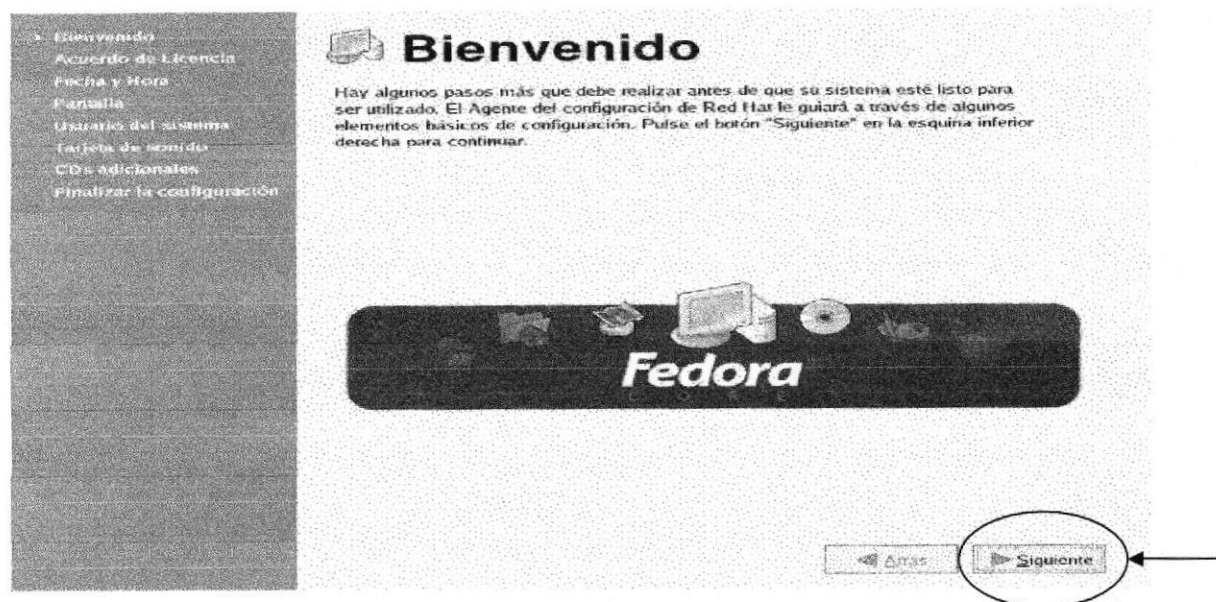 Bienvenido
Acuerdo de Licencia
Fecha y Hora
Pantalla
Usuario del sistema
Tarjeta de sonido
CDs adicionales
Finalizar la configuración
Bienvenido
Hay algunos pasos más que debe realizar antes de que su sistema esté listo para
ser utilizado. El Agente del configuración de Red Hat le guiará a través de algunos
elementos básicos de configuración. Pulse el botón "Siguiente" en la esquina inferior
derecha para continuar.
Fedora
CORE
Atrás
Siguiente